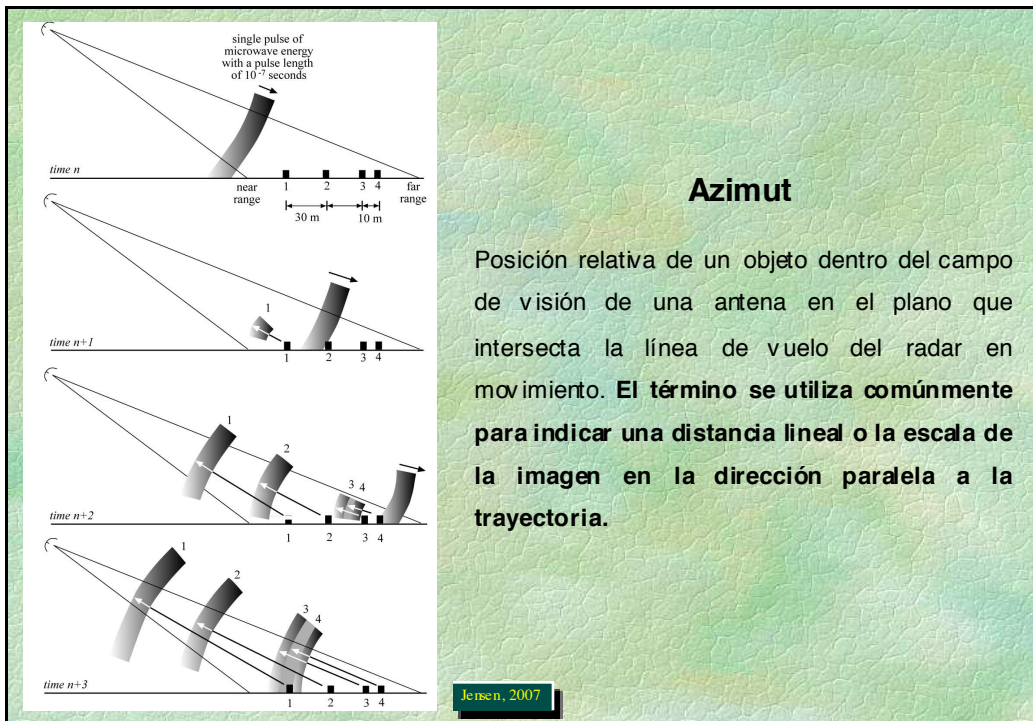 single pulse of
microwave energy
with a pulse length
of 10⁻⁷ seconds
time n
near
range
1
2
3
4
far
range
30 m
10 m
1
time n+1
1
2
3
4
1
2
3 4
time n+2
1
2
3
4
1
2
3
4
time n+3
1
2
3
4
Azimut
Posición relativa de un objeto dentro del campo
de visión de una antena en el plano que
intersecta la línea de vuelo del radar en
movimiento. El término se utiliza comúnmente
para indicar una distancia lineal o la escala de
la imagen en la dirección paralela a la
trayectoria.
Jensen, 2007